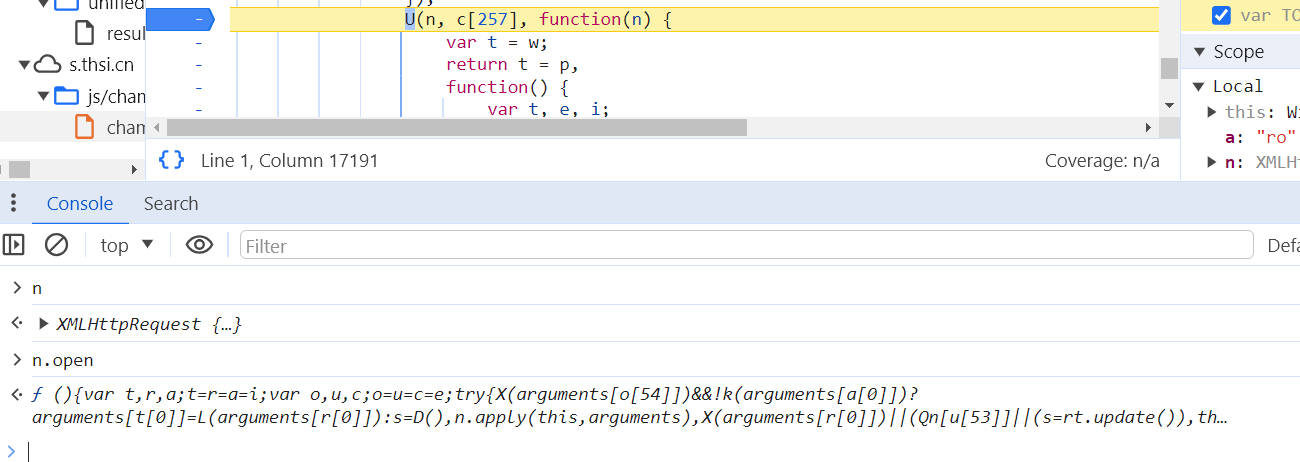 unified
resul
s.thsi.cn
js/cham
cham
U(n, c[257], function(n) {
var t = w;
return t = p,
function() {
var t, e, i;
{ } Line 1, Column 17191
Coverage: n/a
var TO
Scope
Local
this: Wi
a: "ro"
n: XMLHt
Console Search
top Filter Defa
> n
XMLHttpRequest {…}
> n.open
ƒ (){var t,r,a;t=r=a=i;var o,u,c;o=u=c=e;try{X(arguments[o[54]])&&!k(arguments[a[0]])?
arguments[t[0]]=L(arguments[r[0]]):s=D(),n.apply(this,arguments),X(arguments[r[0]])||(Qn[u[53]]||(s=rt.update()),th…
>